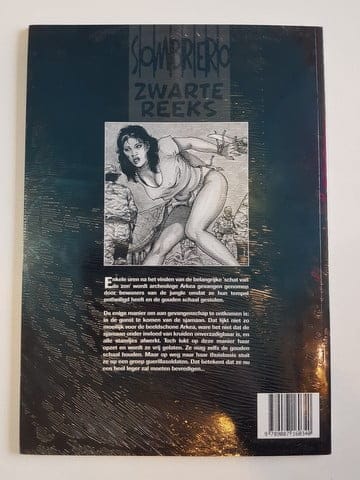 SOMBRERO
ZWARTE
REEKS
Enkele uren na het vinden van de belangrijke 'schat van
de zon' wordt archeologe Arkea gevangen genomen
door bewoners van de jungle omdat ze hun tempel
ontheiligd heeft en de gouden schaal gestolen.
De enige manier om aan gevangenschap te ontkomen is:
in de gunst te komen van de sjamaan. Dat lijkt niet zo
moeilijk voor de beeldschone Arkea, ware het niet dat de
sjamaan onder invloed van kruiden onverzadigbaar is, en
alle standjes afwerkt. Toch lukt op deze manier haar
opzet en wordt ze vrij gelaten. Ze mag zelfs de gouden
schaal houden. Maar op weg naar haar thuisbasis stuit
ze op een groep guerillasoldaten. Dat betekent dat ze nu
een heel leger zal moeten bevredigen...